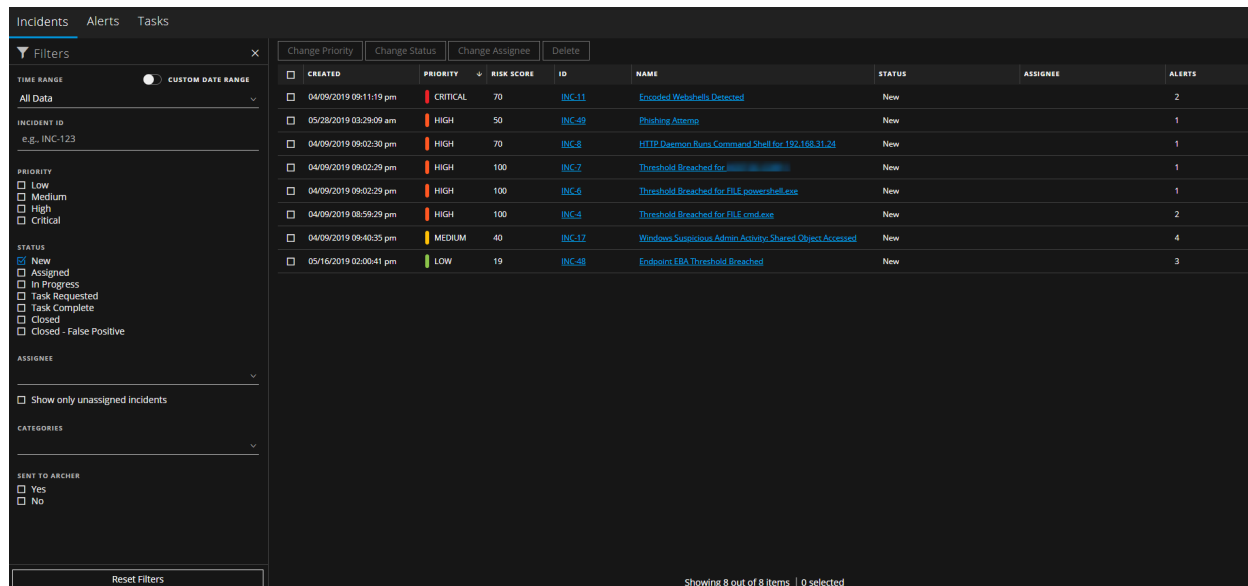 Incidents Alerts Tasks
Filters ×
TIME RANGE CUSTOM DATE RANGE
All Data
INCIDENT ID
e.g., INC-123
PRIORITY
Low
Medium
High
Critical
STATUS
New
Assigned
In Progress
Task Requested
Task Complete
Closed
Closed - False Positive
ASSIGNEE
Show only unassigned incidents
CATEGORIES
SENT TO ARCHER
Yes
No
Reset Filters
Change Priority Change Status Change Assignee Delete
CREATED PRIORITY RISK SCORE ID NAME STATUS ASSIGNEE ALERTS
04/09/2019 09:11:19 pm CRITICAL 70 INC-11 Encoded Webshells Detected New 2
05/28/2019 03:29:09 am HIGH 50 INC-49 Phishing Attemp New 1
04/09/2019 09:02:30 pm HIGH 70 INC-8 HTTP Daemon Runs Command Shell for 192.168.31.24 New 1
04/09/2019 09:02:29 pm HIGH 100 INC-7 Threshold Breached for New 1
04/09/2019 09:02:29 pm HIGH 100 INC-6 Threshold Breached for FILE powershell.exe New 1
04/09/2019 08:59:29 pm HIGH 100 INC-4 Threshold Breached for FILE cmd.exe New 2
04/09/2019 09:40:35 pm MEDIUM 40 INC-17 Windows Suspicious Admin Activity: Shared Object Accessed New 4
05/16/2019 02:00:41 pm LOW 19 INC-48 Endpoint EBA Threshold Breached New 3
Showing 8 out of 8 items | 0 selected